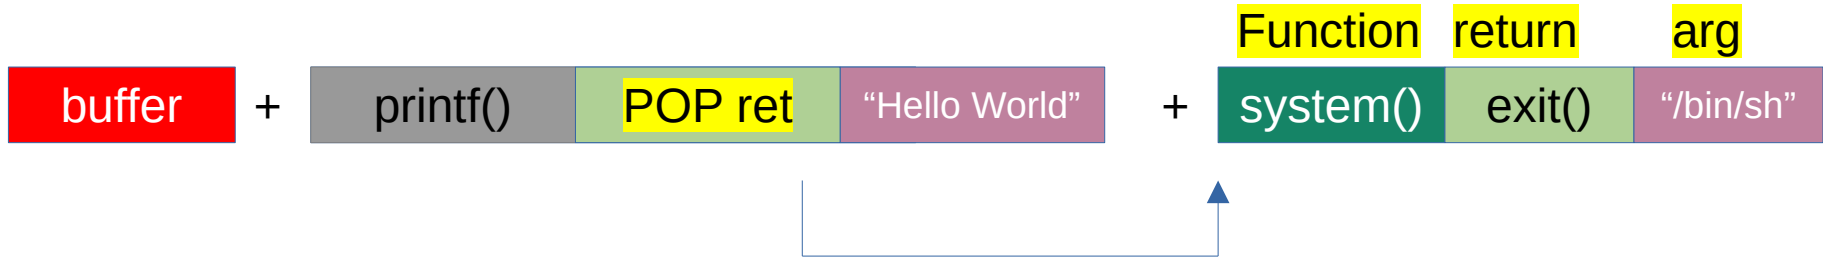 Function return arg
buffer + printf() POP ret “Hello World” + system() exit() “/bin/sh”